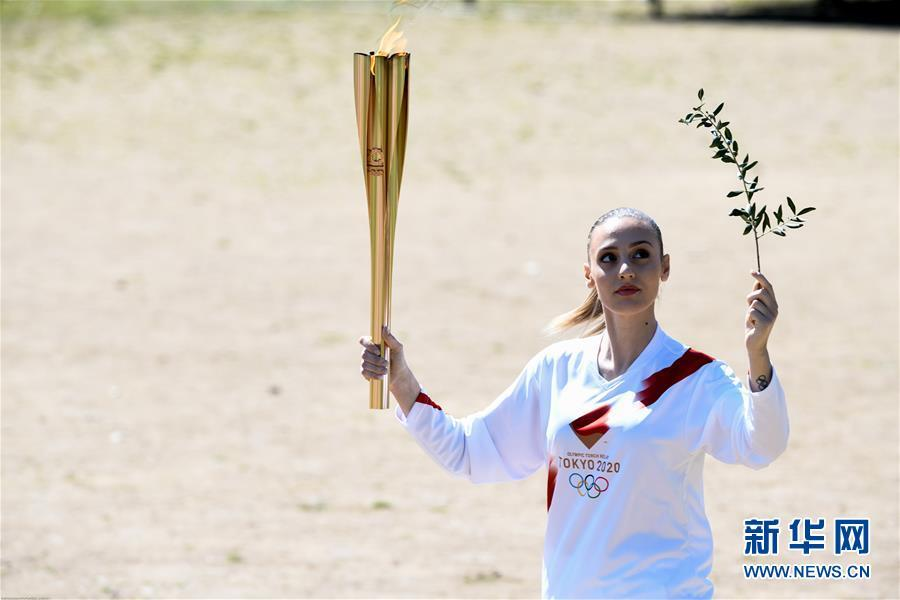 OLYMPIC TORCH RELAY
TOKYO 2020
新华网
WWW.NEWS.CN